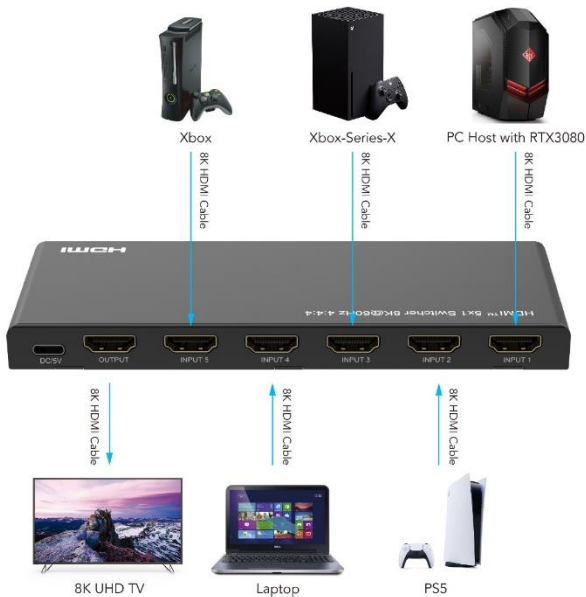 Xbox
Xbox-Series-X
PC Host with RTX3080
8K HDMI Cable
8K HDMI Cable
8K HDMI Cable
HDMI
HDMI™ 5x1 Switcher 8K@60Hz 4:4:4
DC/5V
OUTPUT
INPUT 5
INPUT 4
INPUT 3
INPUT 2
INPUT 1
8K HDMI Cable
8K HDMI Cable
8K HDMI Cable
8K UHD TV
Laptop
PS5